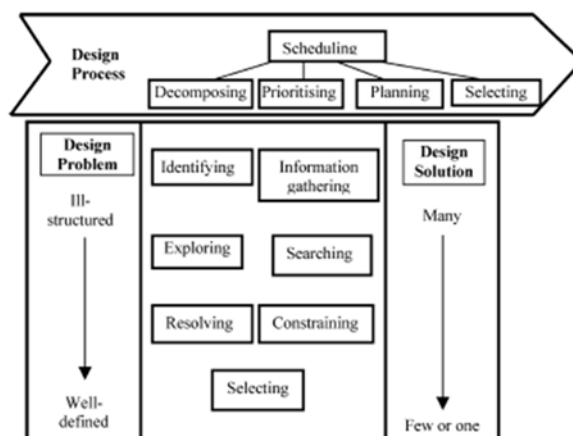 Scheduling
Design
Process
Decomposing
Prioritising
Planning
Selecting
Design
Problem
Identifying
Information
gathering
Design
Solution
Ill-
structured
Many
Exploring
Searching
Resolving
Constraining
Selecting
Well-
defined
Few or one